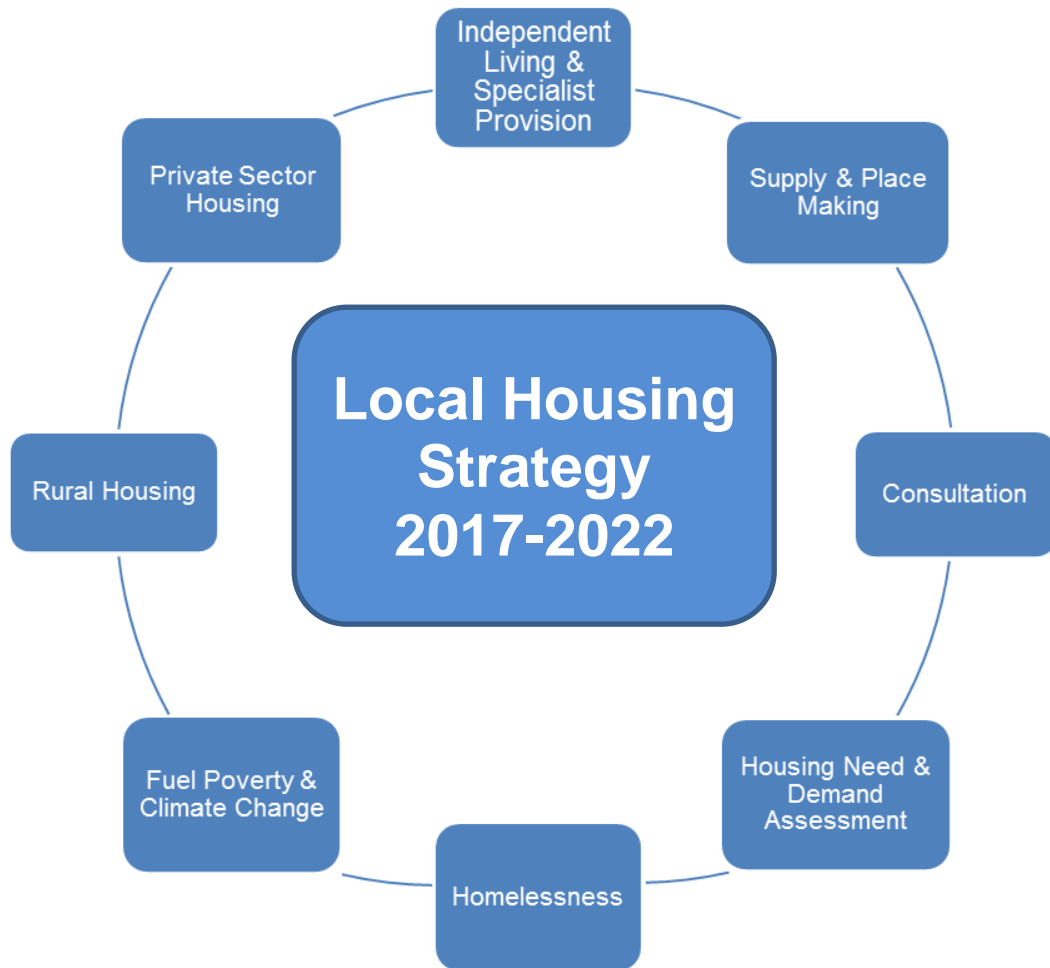 Independent
Living &
Specialist
Provision
Private Sector
Housing
Supply & Place
Making
Local Housing
Strategy
2017-2022
Rural Housing
Consultation
Fuel Poverty &
Climate Change
Housing Need &
Demand
Assessment
Homelessness